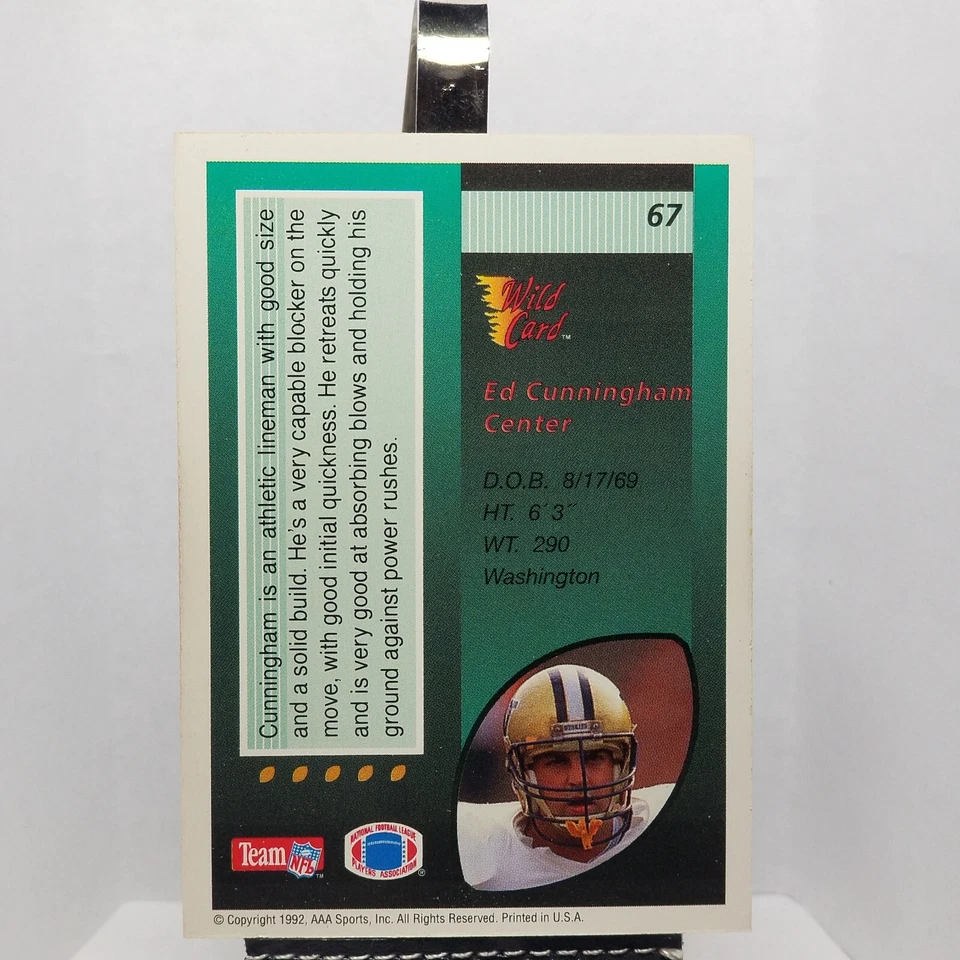 67
Wild
Card™
Ed Cunningham
Center
D.O.B. 8/17/69
HT. 6´3˝
WT. 290
Washington
Cunningham is an athletic lineman with good size
and a solid build. He's a very capable blocker on the
move, with good initial quickness. He retreats quickly
and is very good at absorbing blows and holding his
ground against power rushes.
HUSKIES
Team NFL™
NATIONAL FOOTBALL LEAGUE
PLAYERS ASSOCIATION®
© Copyright 1992, AAA Sports, Inc. All Rights Reserved. Printed in U.S.A.